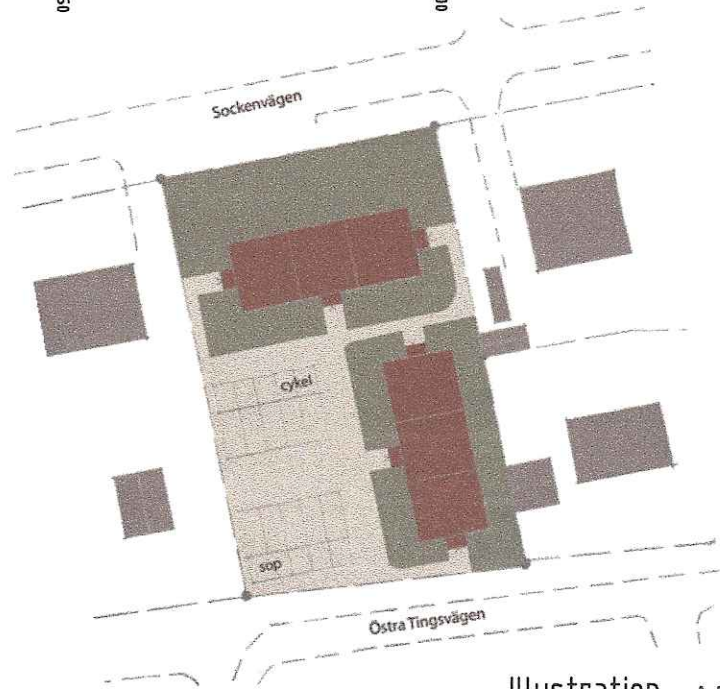 Sockenvägen
cykel
sop
Östra Tingsvägen
Illustration